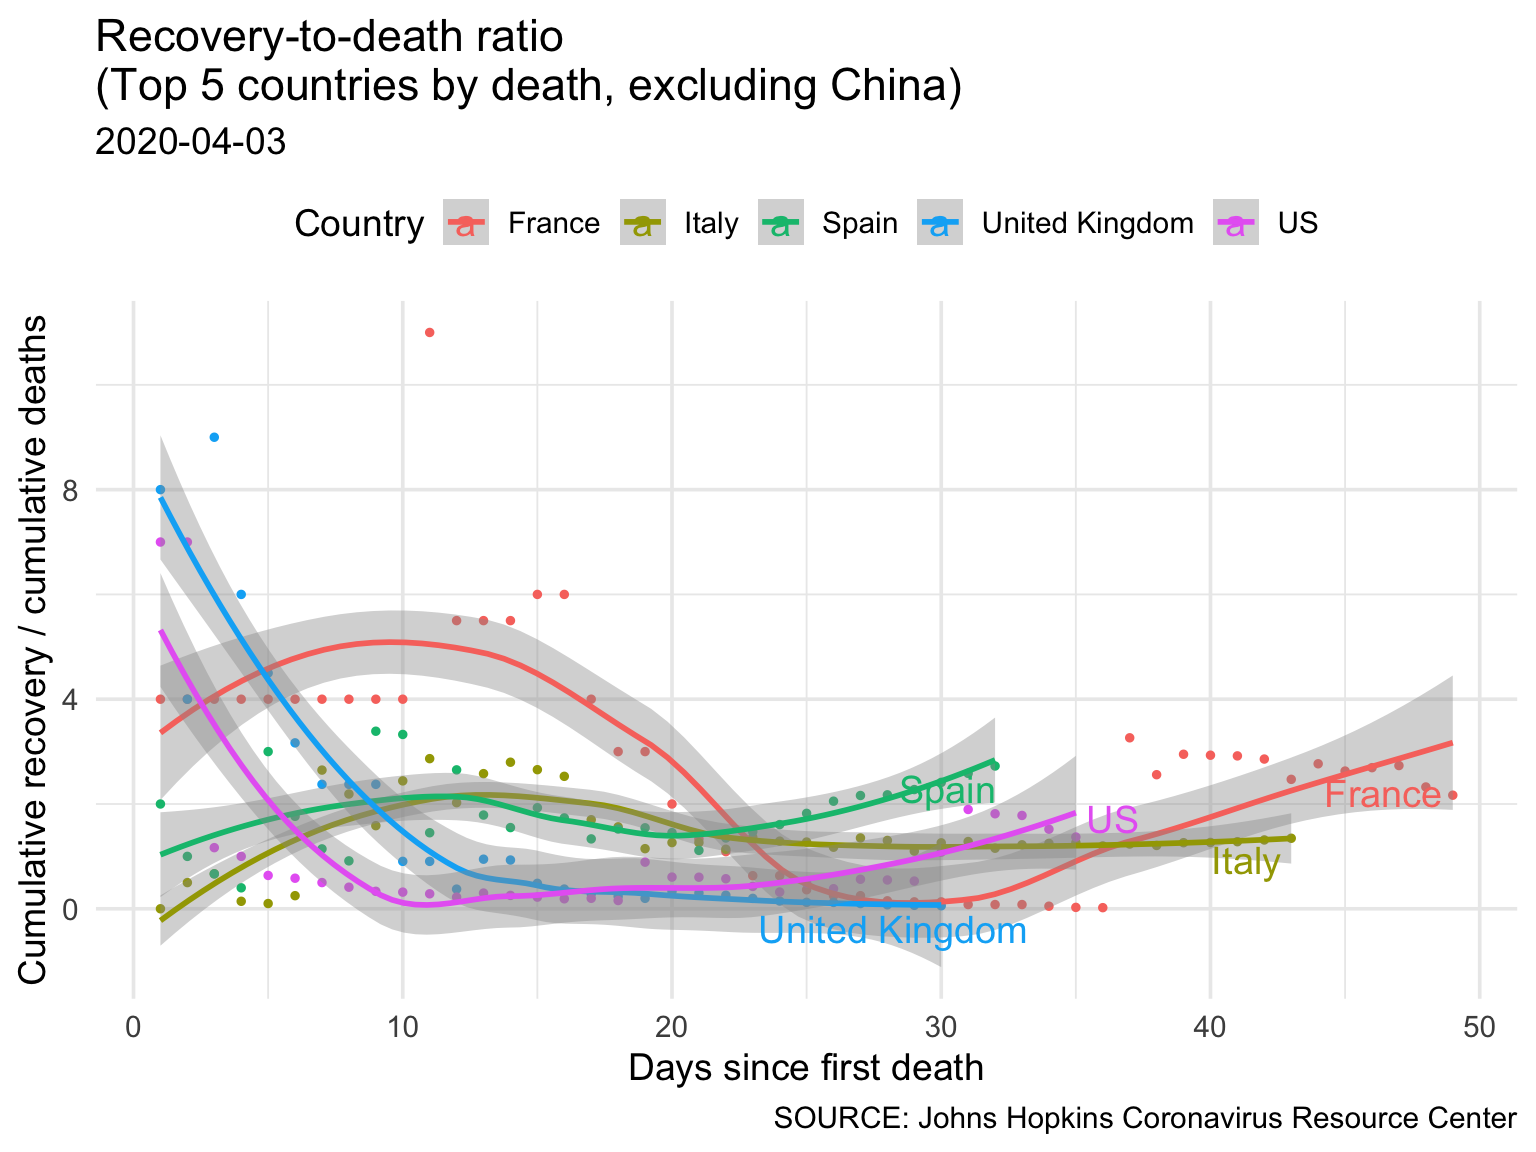 Recovery-to-death ratio
(Top 5 countries by death, excluding China)
2020-04-03
Country a France a Italy a Spain a United Kingdom a US
Cumulative recovery / cumulative deaths
8
4
0
Spain
US
France
Italy
United Kingdom
0 10 20 30 40 50
Days since first death
SOURCE: Johns Hopkins Coronavirus Resource Center